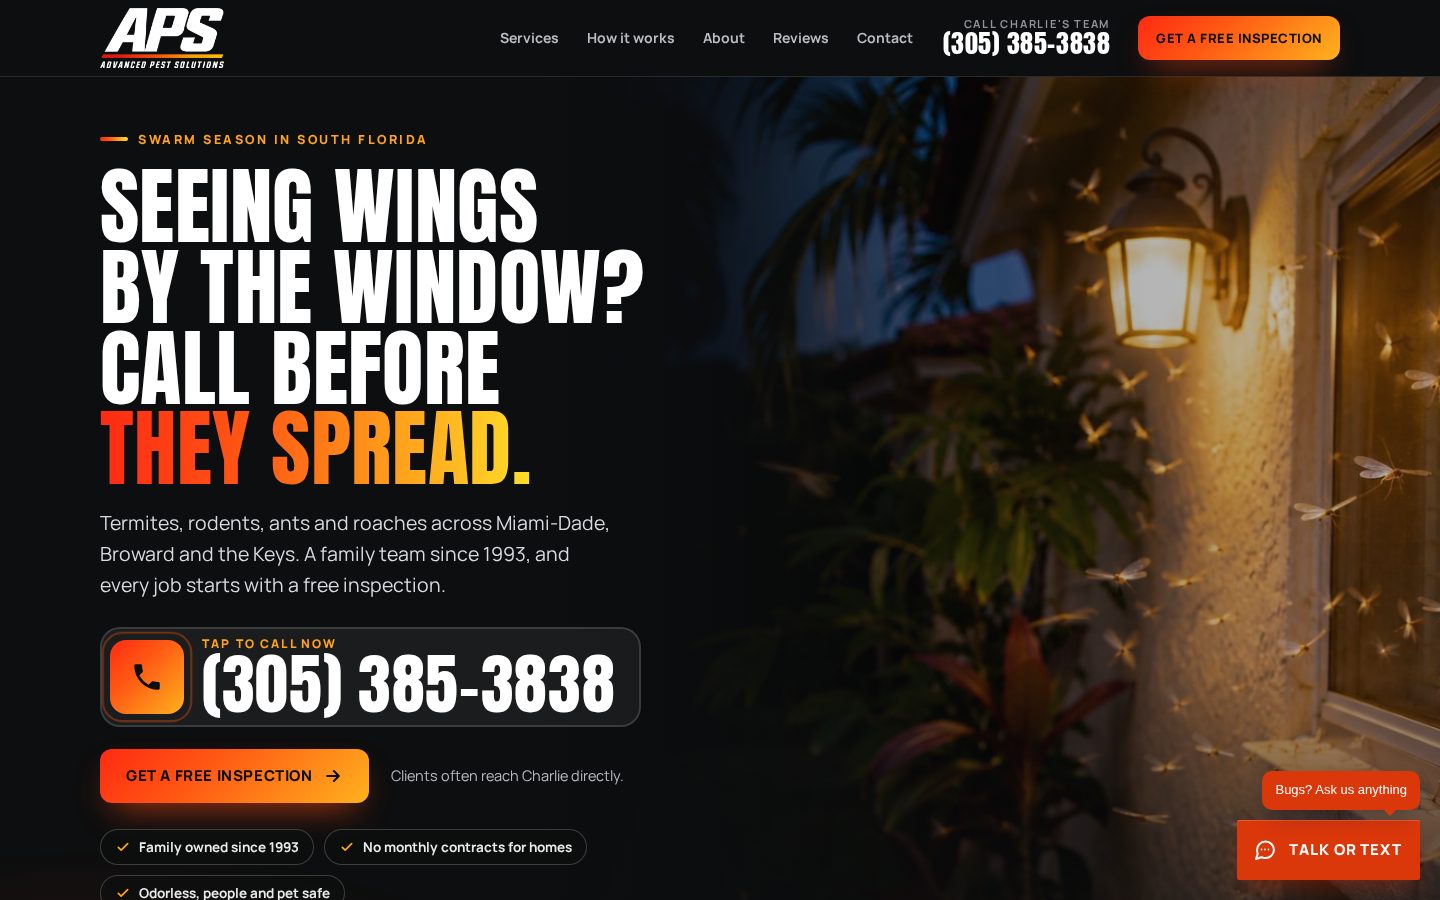 APS
ADVANCED PEST SOLUTIONS
Services
How it works
About
Reviews
Contact
CALL CHARLIE'S TEAM
(305) 385-3838
GET A FREE INSPECTION
SWARM SEASON IN SOUTH FLORIDA
SEEING WINGS
BY THE WINDOW?
CALL BEFORE
THEY SPREAD.
Termites, rodents, ants and roaches across Miami-Dade,
Broward and the Keys. A family team since 1993, and
every job starts with a free inspection.
TAP TO CALL NOW
(305) 385-3838
GET A FREE INSPECTION
Clients often reach Charlie directly.
Family owned since 1993
No monthly contracts for homes
Odorless, people and pet safe
Bugs? Ask us anything
TALK OR TEXT